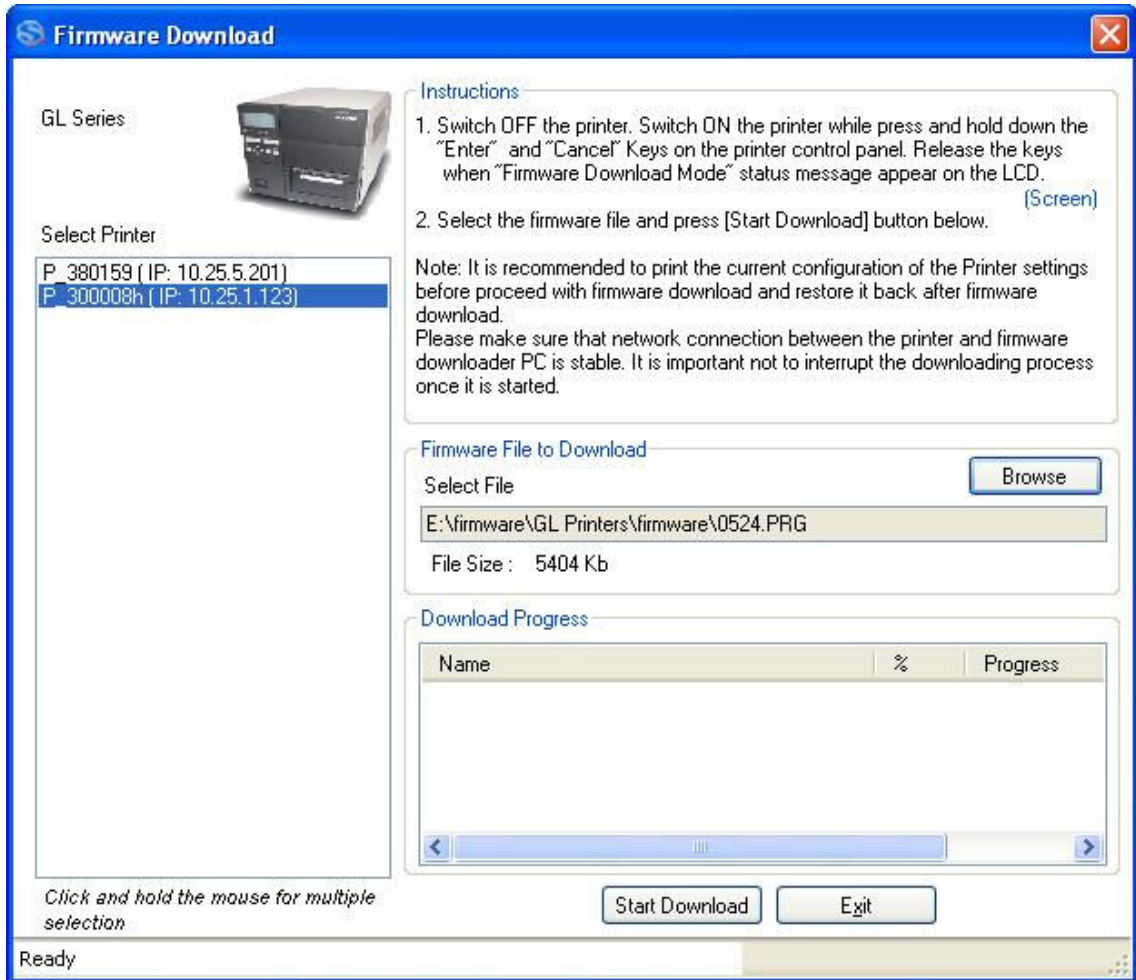 Firmware Download
GL Series
Select Printer
P_380159 ( IP: 10.25.5.201)
P_300008h ( IP: 10.25.1.123)
Click and hold the mouse for multiple
selection
Instructions
1. Switch OFF the printer. Switch ON the printer while press and hold down the
"Enter" and "Cancel" Keys on the printer control panel. Release the keys
when "Firmware Download Mode" status message appear on the LCD.
(Screen)
2. Select the firmware file and press [Start Download] button below.
Note: It is recommended to print the current configuration of the Printer settings
before proceed with firmware download and restore it back after firmware
download.
Please make sure that network connection between the printer and firmware
downloader PC is stable. It is important not to interrupt the downloading process
once it is started.
Firmware File to Download
Select File
Browse
E:\firmware\GL Printers\firmware\0524.PRG
File Size : 5404 Kb
Download Progress
Name % Progress
Start Download Exit
Ready